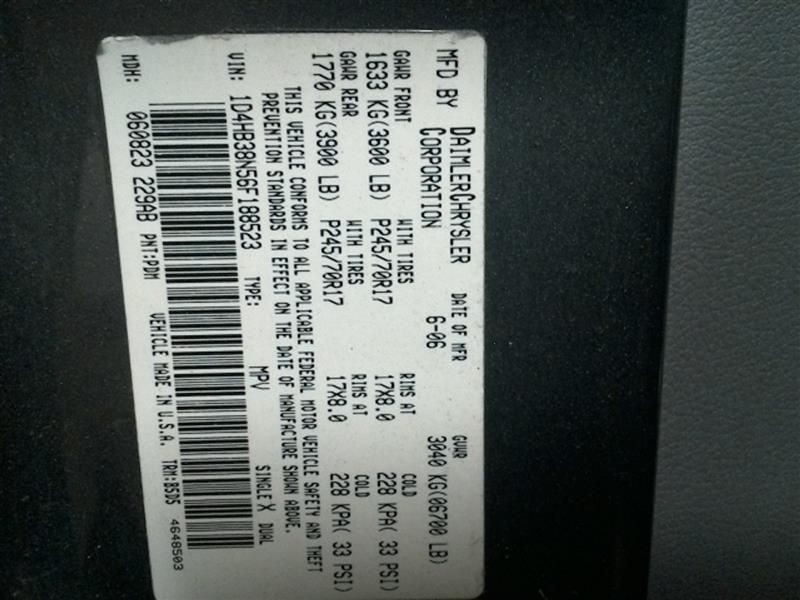 MFD BY DAIMLERCHRYSLER CORPORATION DATE OF MFR 6-06 GVWR 3040 KG(06700 LB)
GAWR FRONT WITH TIRES RIMS AT COLD
1633 KG(3600 LB) P245/70R17 17X8.0 228 KPA( 33 PSI)
GAWR REAR WITH TIRES RIMS AT COLD
1770 KG(3900 LB) P245/70R17 17X8.0 228 KPA( 33 PSI)
THIS VEHICLE CONFORMS TO ALL APPLICABLE FEDERAL MOTOR VEHICLE SAFETY AND THEFT
PREVENTION STANDARDS IN EFFECT ON THE DATE OF MANUFACTURE SHOWN ABOVE.
VIN: 1D4HB38N56F188523 TYPE: MPV SINGLE X DUAL
MDH: 060823 229AB PNT:PDM VEHICLE MADE IN U.S.A. TRM:B5D5 4648503